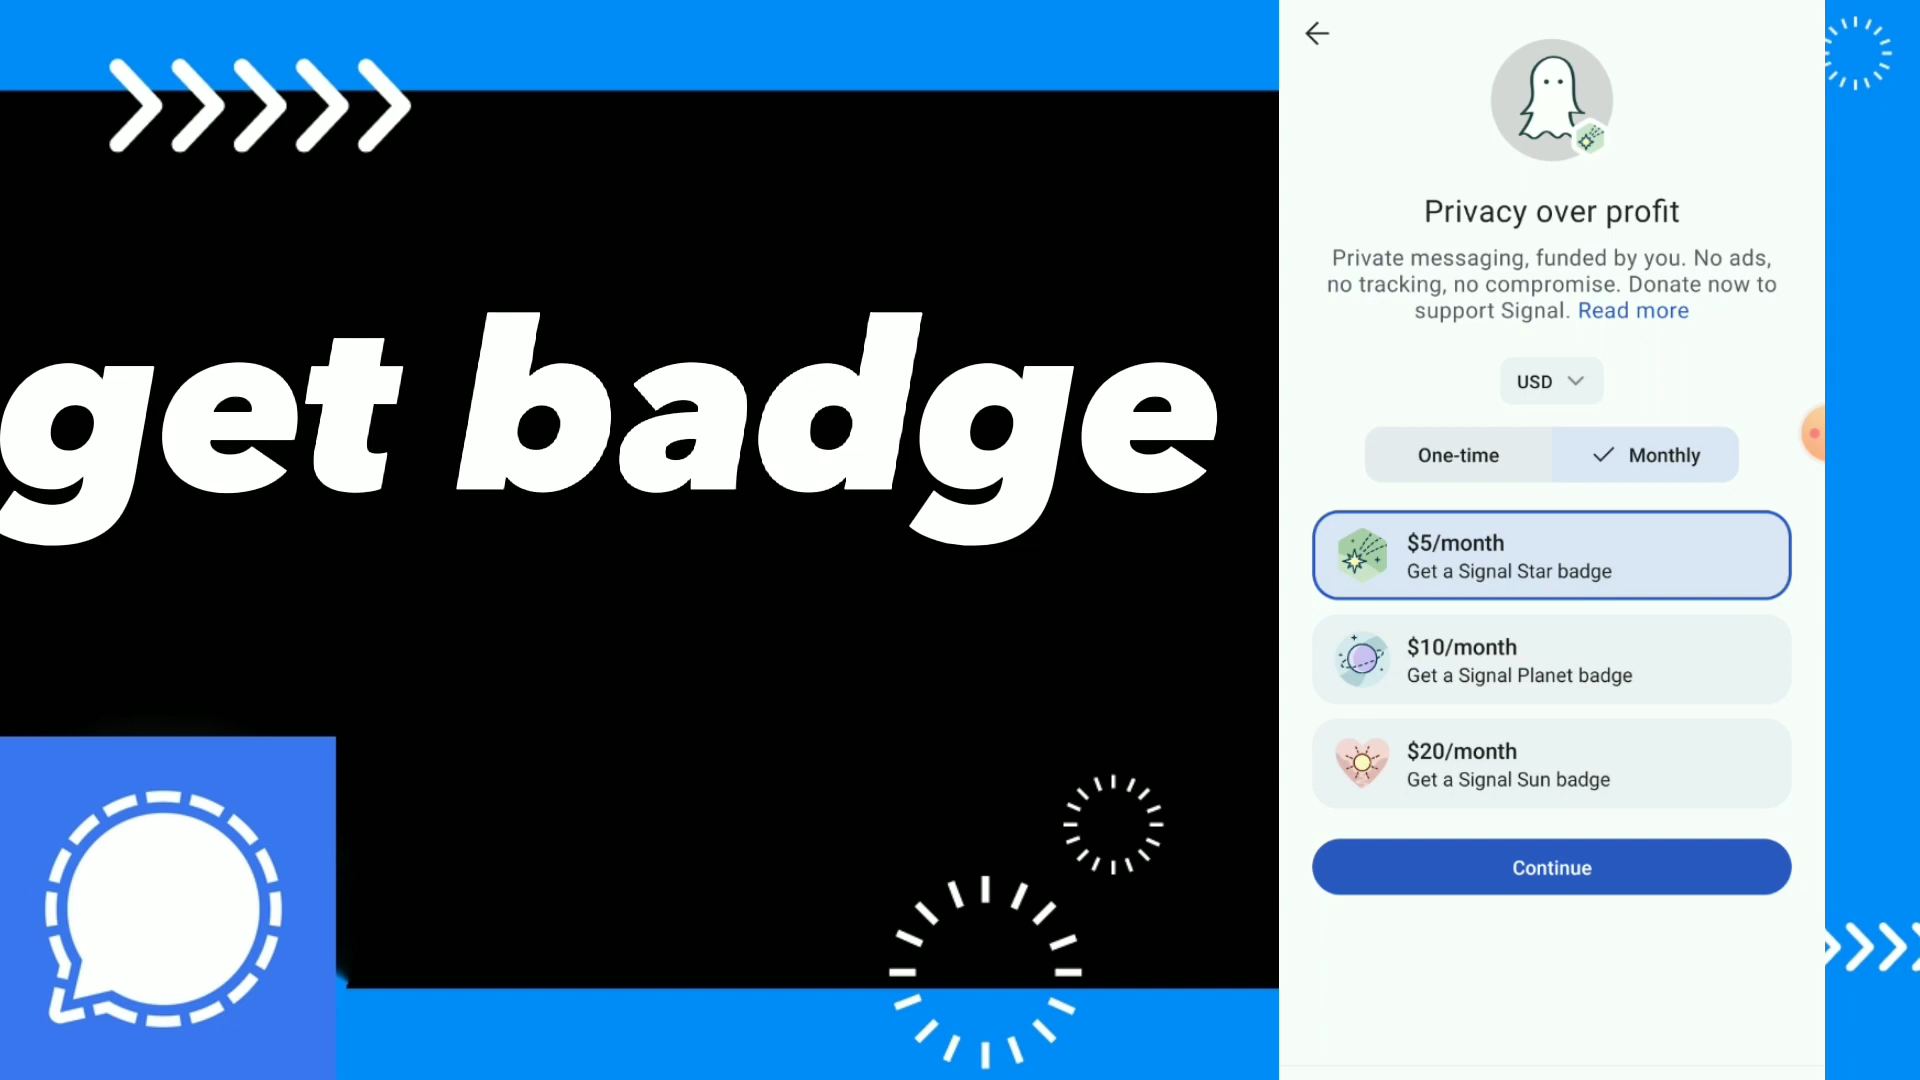 get badge
Privacy over profit
Private messaging, funded by you. No ads,
no tracking, no compromise. Donate now to
support Signal. Read more
USD
One-time
Monthly
$5/month
Get a Signal Star badge
$10/month
Get a Signal Planet badge
$20/month
Get a Signal Sun badge
Continue